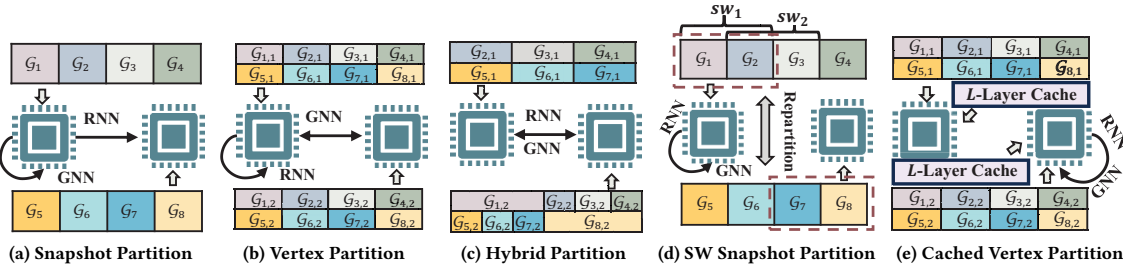 sw₁
sw₂
𝒢₁ 𝒢₂ 𝒢₃ 𝒢₄
RNN
GNN
𝒢₅ 𝒢₆ 𝒢₇ 𝒢₈
(a) Snapshot Partition
𝒢₁,₁ 𝒢₂,₁ 𝒢₃,₁ 𝒢₄,₁
𝒢₅,₁ 𝒢₆,₁ 𝒢₇,₁ 𝒢₈,₁
GNN
RNN
𝒢₁,₂ 𝒢₂,₂ 𝒢₃,₂ 𝒢₄,₂
𝒢₅,₂ 𝒢₆,₂ 𝒢₇,₂ 𝒢₈,₂
(b) Vertex Partition
𝒢₂,₁ 𝒢₃,₁ 𝒢₄,₁
𝒢₅,₁ 𝒢₆,₁ 𝒢₇,₁
RNN
GNN
𝒢₁,₂ 𝒢₂,₂ 𝒢₃,₂ 𝒢₄,₂
𝒢₅,₂ 𝒢₆,₂ 𝒢₇,₂ 𝒢₈,₂
(c) Hybrid Partition
𝒢₁ 𝒢₂ 𝒢₃ 𝒢₄
RNN
GNN
Repartition
𝒢₅ 𝒢₆ 𝒢₇ 𝒢₈
(d) SW Snapshot Partition
𝒢₁,₁ 𝒢₂,₁ 𝒢₃,₁ 𝒢₄,₁
𝒢₅,₁ 𝒢₆,₁ 𝒢₇,₁ 𝒢₈,₁
L-Layer Cache
RNN
GNN
L-Layer Cache
𝒢₁,₂ 𝒢₂,₂ 𝒢₃,₂ 𝒢₄,₂
𝒢₅,₂ 𝒢₆,₂ 𝒢₇,₂ 𝒢₈,₂
(e) Cached Vertex Partition